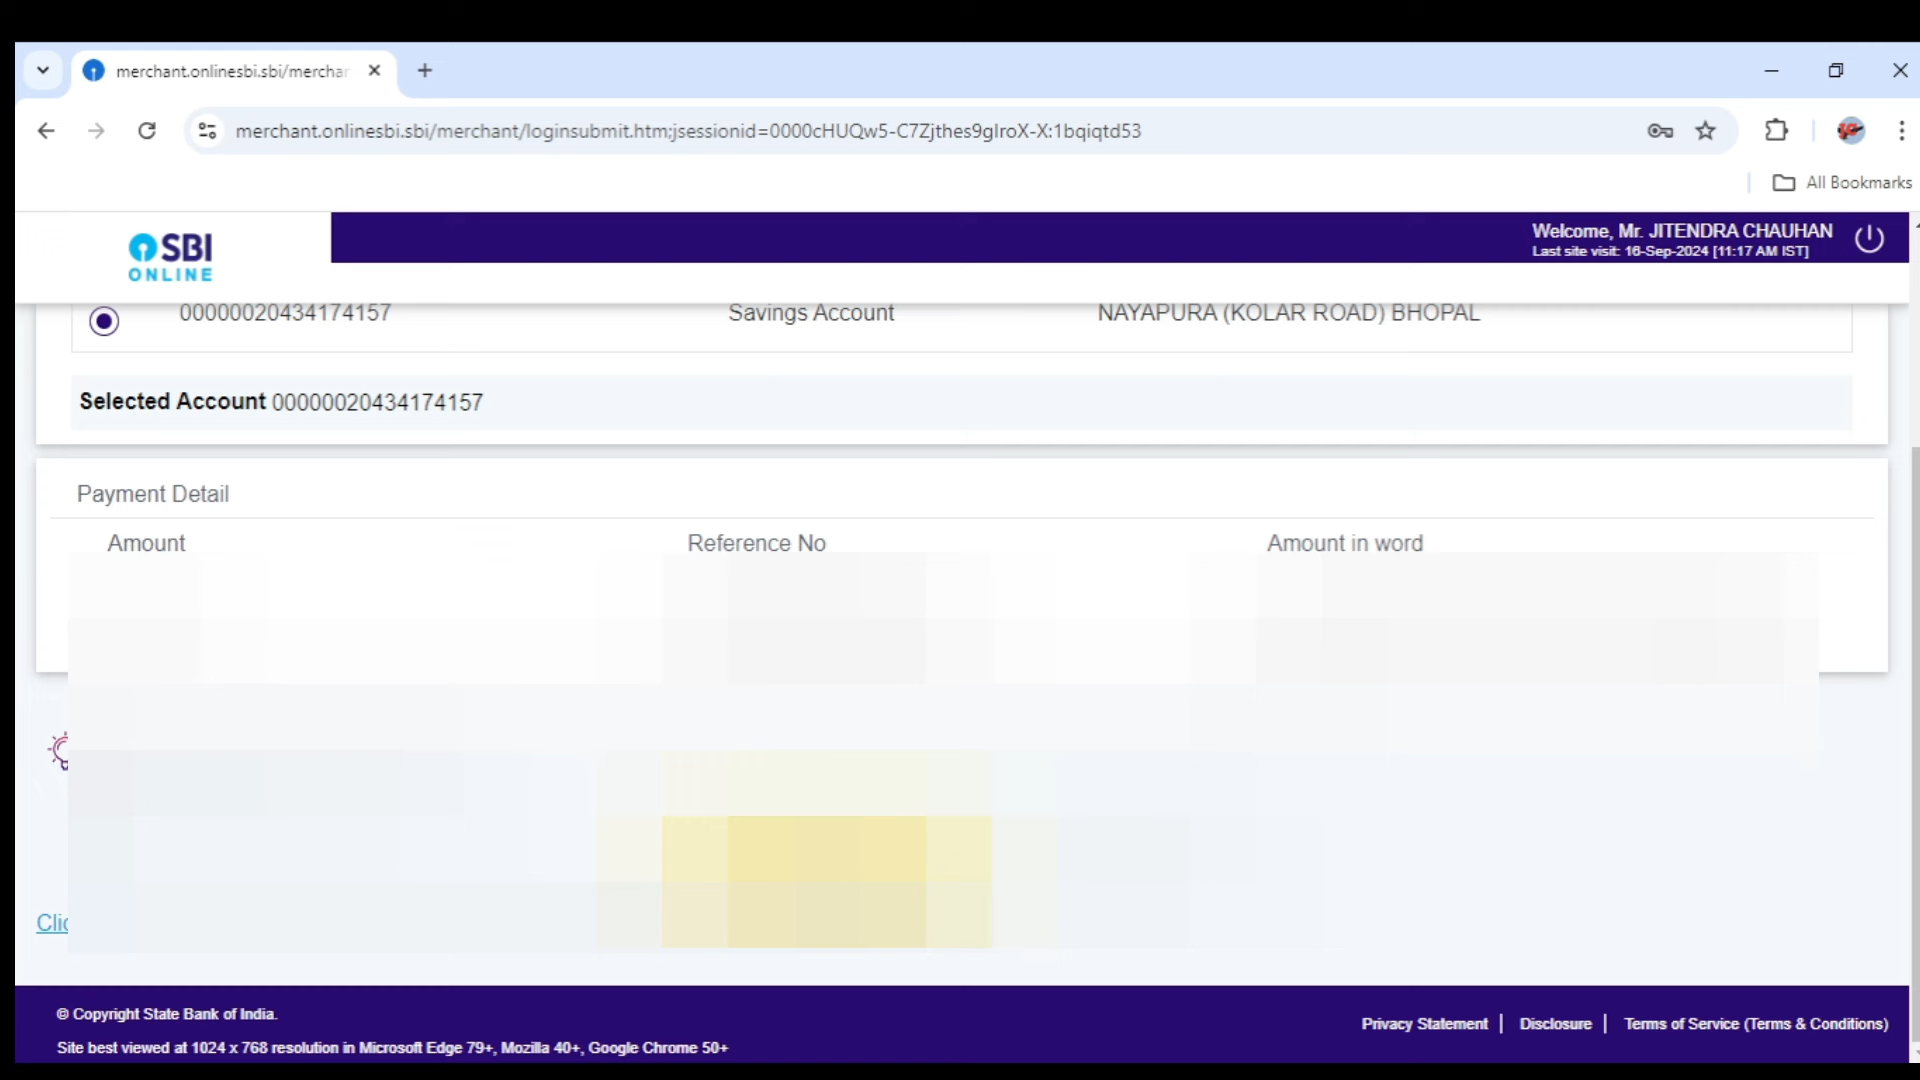 merchant.onlinesbi.sbi/merchar
merchant.onlinesbi.sbi/merchant/loginsubmit.htm;jsessionid=0000cHUQw5-C7Zjthes9gIroX-X:1bqiqtd53
All Bookmarks
SBI
ONLINE
Welcome, Mr. JITENDRA CHAUHAN
Last site visit: 16-Sep-2024 [11:17 AM IST]
00000020434174157 Savings Account NAYAPURA (KOLAR ROAD) BHOPAL
Selected Account 00000020434174157
Payment Detail
Amount Reference No Amount in word
Clic
© Copyright State Bank of India.
Privacy Statement | Disclosure | Terms of Service (Terms & Conditions)
Site best viewed at 1024 x 768 resolution in Microsoft Edge 79+, Mozilla 40+, Google Chrome 50+